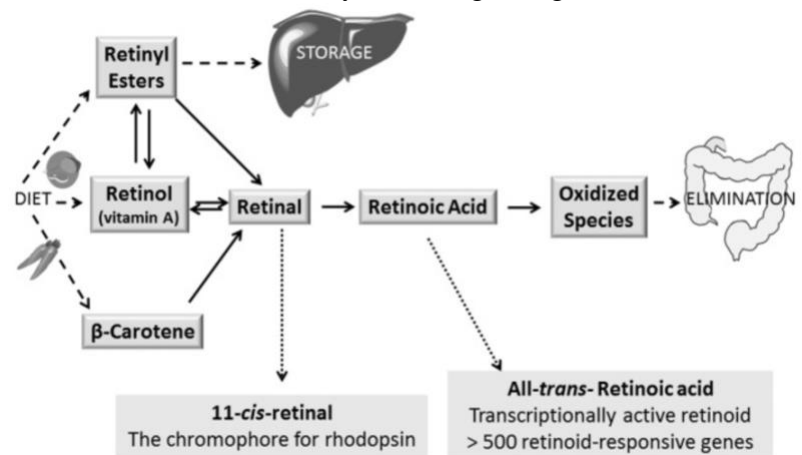 Retinyl
Esters
STORAGE
DIET
Retinol
(vitamin A)
Retinal
Retinoic Acid
Oxidized
Species
ELIMINATION
β-Carotene
11-cis-retinal
The chromophore for rhodopsin
All-trans- Retinoic acid
Transcriptionally active retinoid
> 500 retinoid-responsive genes